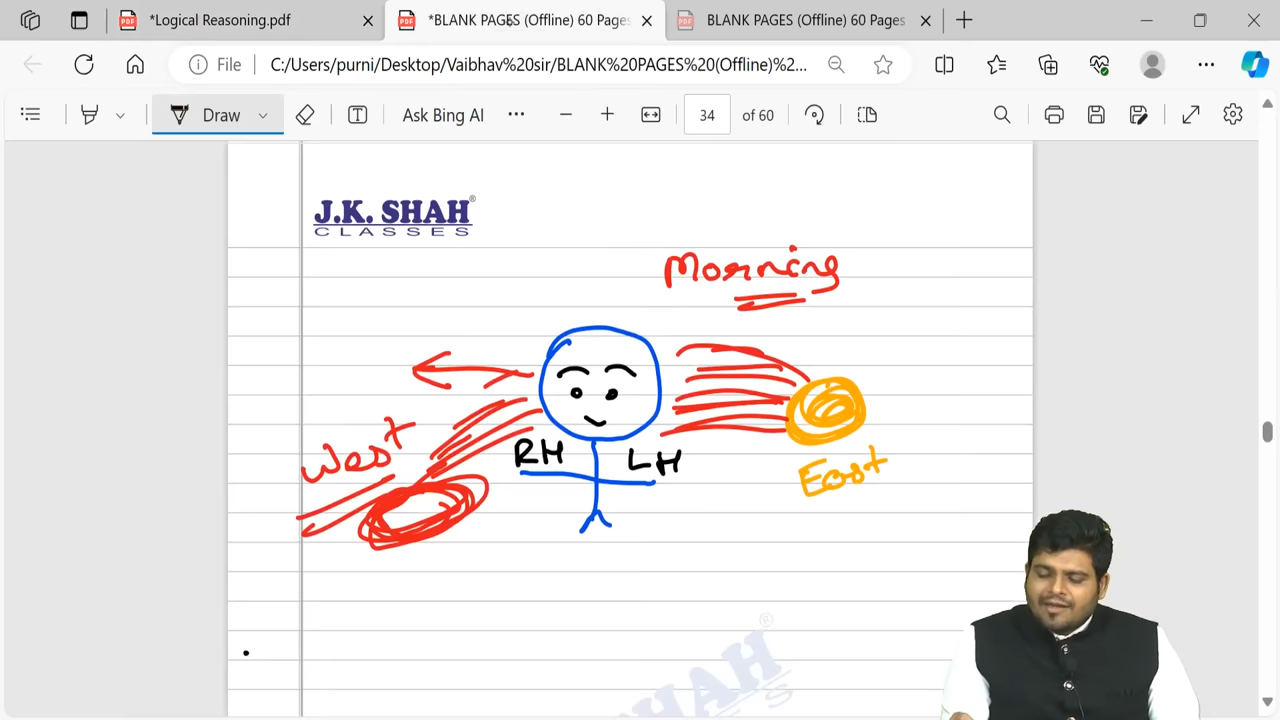 *Logical Reasoning.pdf
*BLANK PAGES (Offline) 60 Pages
BLANK PAGES (Offline) 60 Pages
File
C:/Users/purni/Desktop/Vaibhav%20sir/BLANK%20PAGES%20(Offline)%2...
Draw
Ask Bing AI
34
of 60
J.K. SHAH®
CLASSES
Morning
West
RH
LH
East
SHAH®